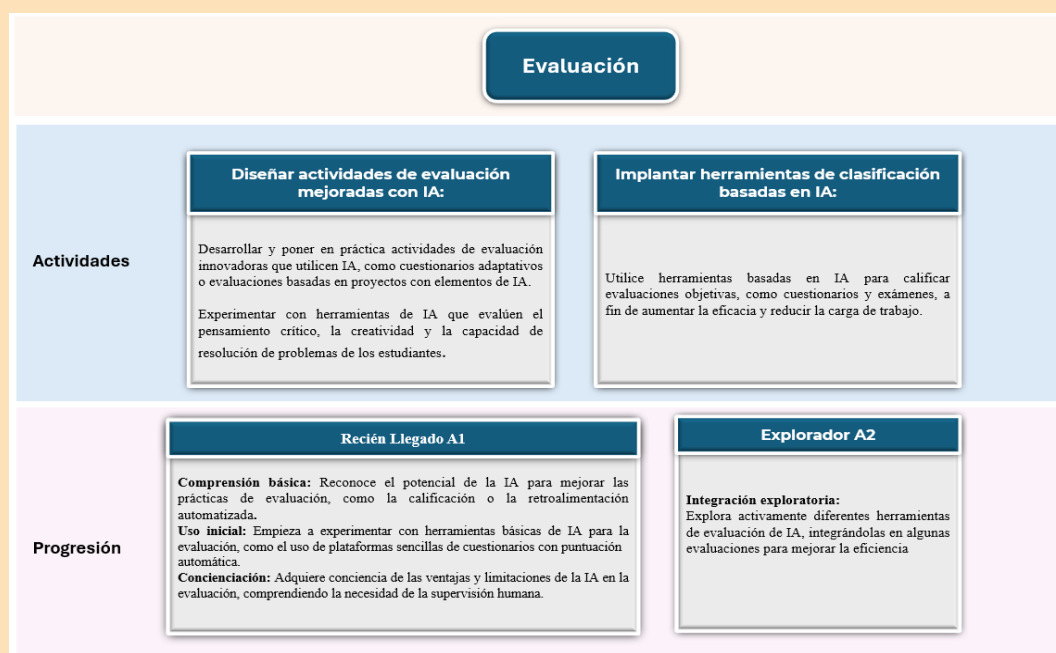 Evaluación
Actividades
Diseñar actividades de evaluación
mejoradas con IA:
Desarrollar y poner en práctica actividades de evaluación
innovadoras que utilicen IA, como cuestionarios adaptativos
o evaluaciones basadas en proyectos con elementos de IA.
Experimentar con herramientas de IA que evalúen el
pensamiento crítico, la creatividad y la capacidad de
resolución de problemas de los estudiantes.
Implantar herramientas de clasificación
basadas en IA:
Utilice herramientas basadas en IA para calificar
evaluaciones objetivas, como cuestionarios y exámenes, a
fin de aumentar la eficacia y reducir la carga de trabajo.
Progresión
Recién Llegado A1
Comprensión básica: Reconoce el potencial de la IA para mejorar las
prácticas de evaluación, como la calificación o la retroalimentación
automatizada.
Uso inicial: Empieza a experimentar con herramientas básicas de IA para la
evaluación, como el uso de plataformas sencillas de cuestionarios con puntuación
automática.
Concienciación: Adquiere conciencia de las ventajas y limitaciones de la IA en la
evaluación, comprendiendo la necesidad de la supervisión humana.
Explorador A2
Integración exploratoria:
Explora activamente diferentes herramientas
de evaluación de IA, integrándolas en algunas
evaluaciones para mejorar la eficiencia